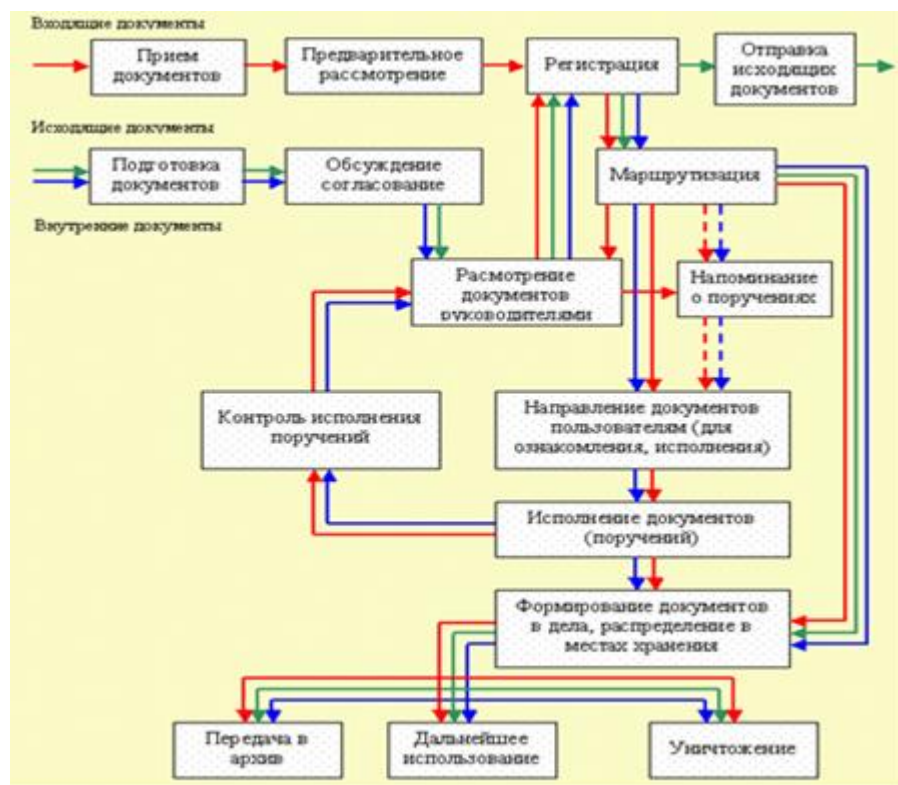 Входящие документы
Прием
документов
Предварительное
рассмотрение
Регистрация
Отправка
исходящих
документов
Исходящие документы
Подготовка
документов
Обсуждение
согласование
Маршрутизация
Внутренние документы
Расмотрение
документов
руководителями
Напоминание
о поручениях
Контроль исполнения
поручений
Направление документов
пользователям (для
ознакомления, исполнения)
Исполнение документов
(поручений)
Формирование документов
в дела, распределение в
местах хранения
Передача в
архив
Дальнейшее
использование
Уничтожение